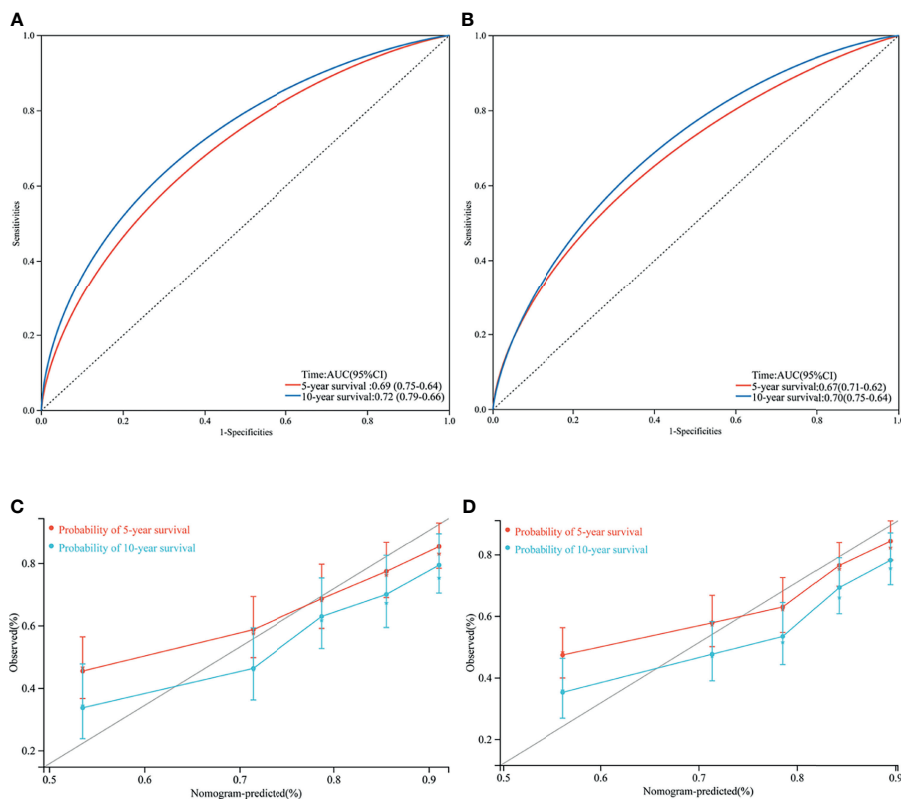 A
1.0
0.8
0.6
0.4
0.2
0.0
Sensitivities
0.0
0.2
0.4
0.6
0.8
1.0
1-Specificities
Time:AUC(95%CI)
5-year survival :0.69 (0.75-0.64)
10-year survival:0.72 (0.79-0.66)
B
1.0
0.8
0.6
0.4
0.2
0.0
Sensitivities
0.0
0.2
0.4
0.6
0.8
1.0
1-Specificities
Time:AUC(95%CI)
5-year survival:0.67(0.71-0.62)
10-year survival:0.70(0.75-0.64)
C
Probability of 5-year survival
Probability of 10-year survival
0.8
0.6
0.4
0.2
Observed(%)
0.5
0.6
0.7
0.8
0.9
Nomogram-predicted(%)
D
Probability of 5-year survival
Probability of 10-year survival
0.8
0.6
0.4
0.2
Observed(%)
0.5
0.6
0.7
0.8
0.9
Nomogram-predicted(%)